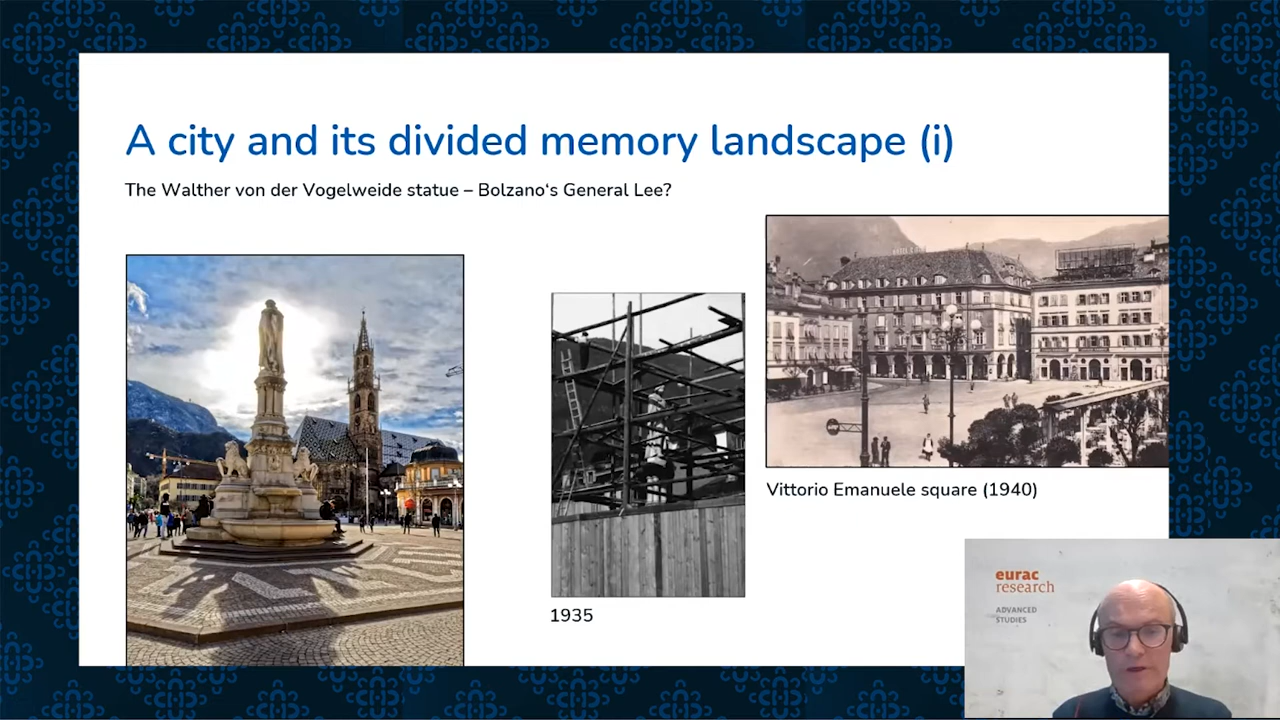 A city and its divided memory landscape (i)
The Walther von der Vogelweide statue – Bolzano‘s General Lee?
1935
Vittorio Emanuele square (1940)
eurac
research
ADVANCED
STUDIES